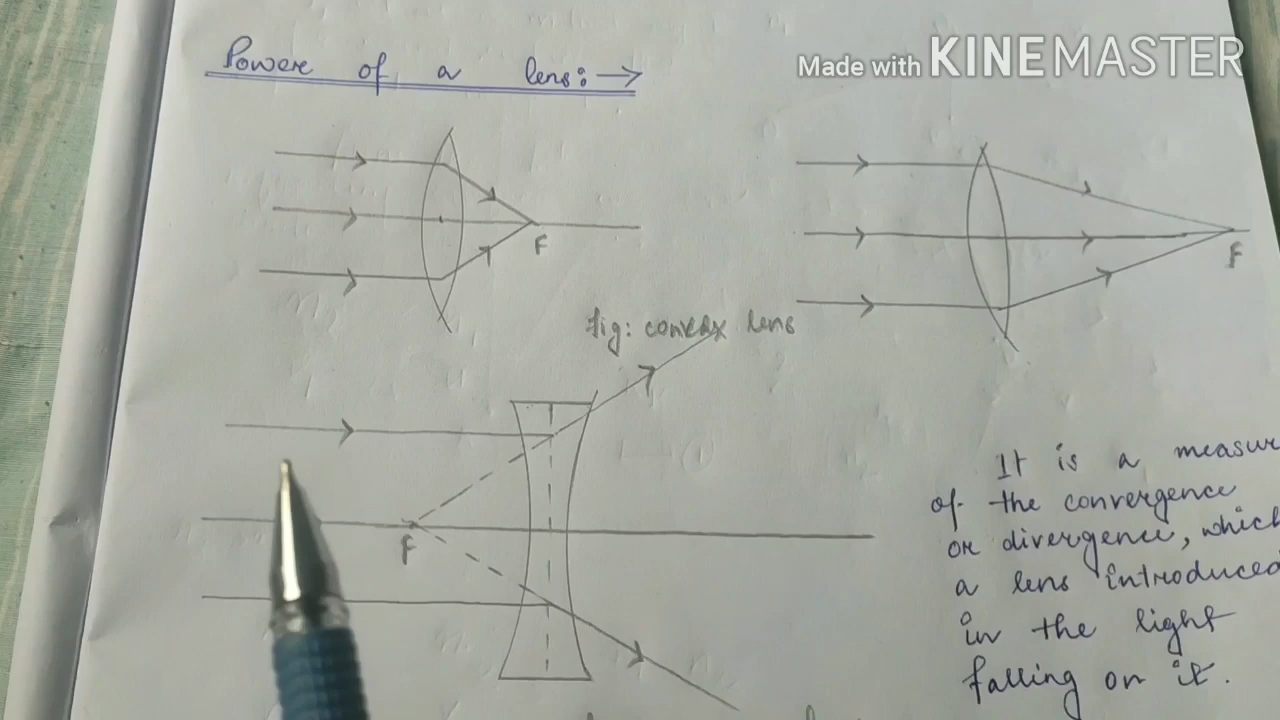 Power of a lens:→
Made with KINEMASTER
F
F
fig: convex lens
F
It is a measur
of the convergence
or divergence, which
a lens introduced
in the light
falling on it.